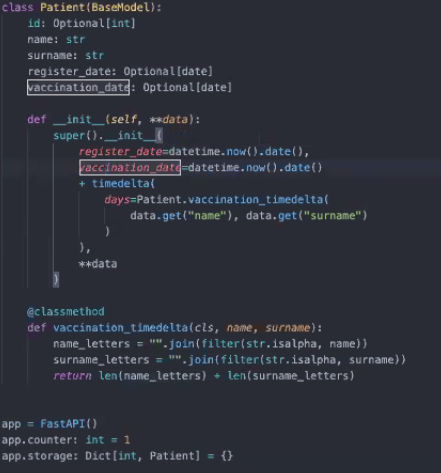 class Patient(BaseModel):
    id: Optional[int]
    name: str
    surname: str
    register_date: Optional[date]
    vaccination_date: Optional[date]

    def __init__(self, **data):
        super().__init__(
            register_date=datetime.now().date(),
            vaccination_date=datetime.now().date()
            + timedelta(
                days=Patient.vaccination_timedelta(
                    data.get("name"), data.get("surname")
                )
            ),
            **data
        )

    @classmethod
    def vaccination_timedelta(cls, name, surname):
        name_letters = "".join(filter(str.isalpha, name))
        surname_letters = "".join(filter(str.isalpha, surname))
        return len(name_letters) + len(surname_letters)


app = FastAPI()
app.counter: int = 1
app.storage: Dict[int, Patient] = {}